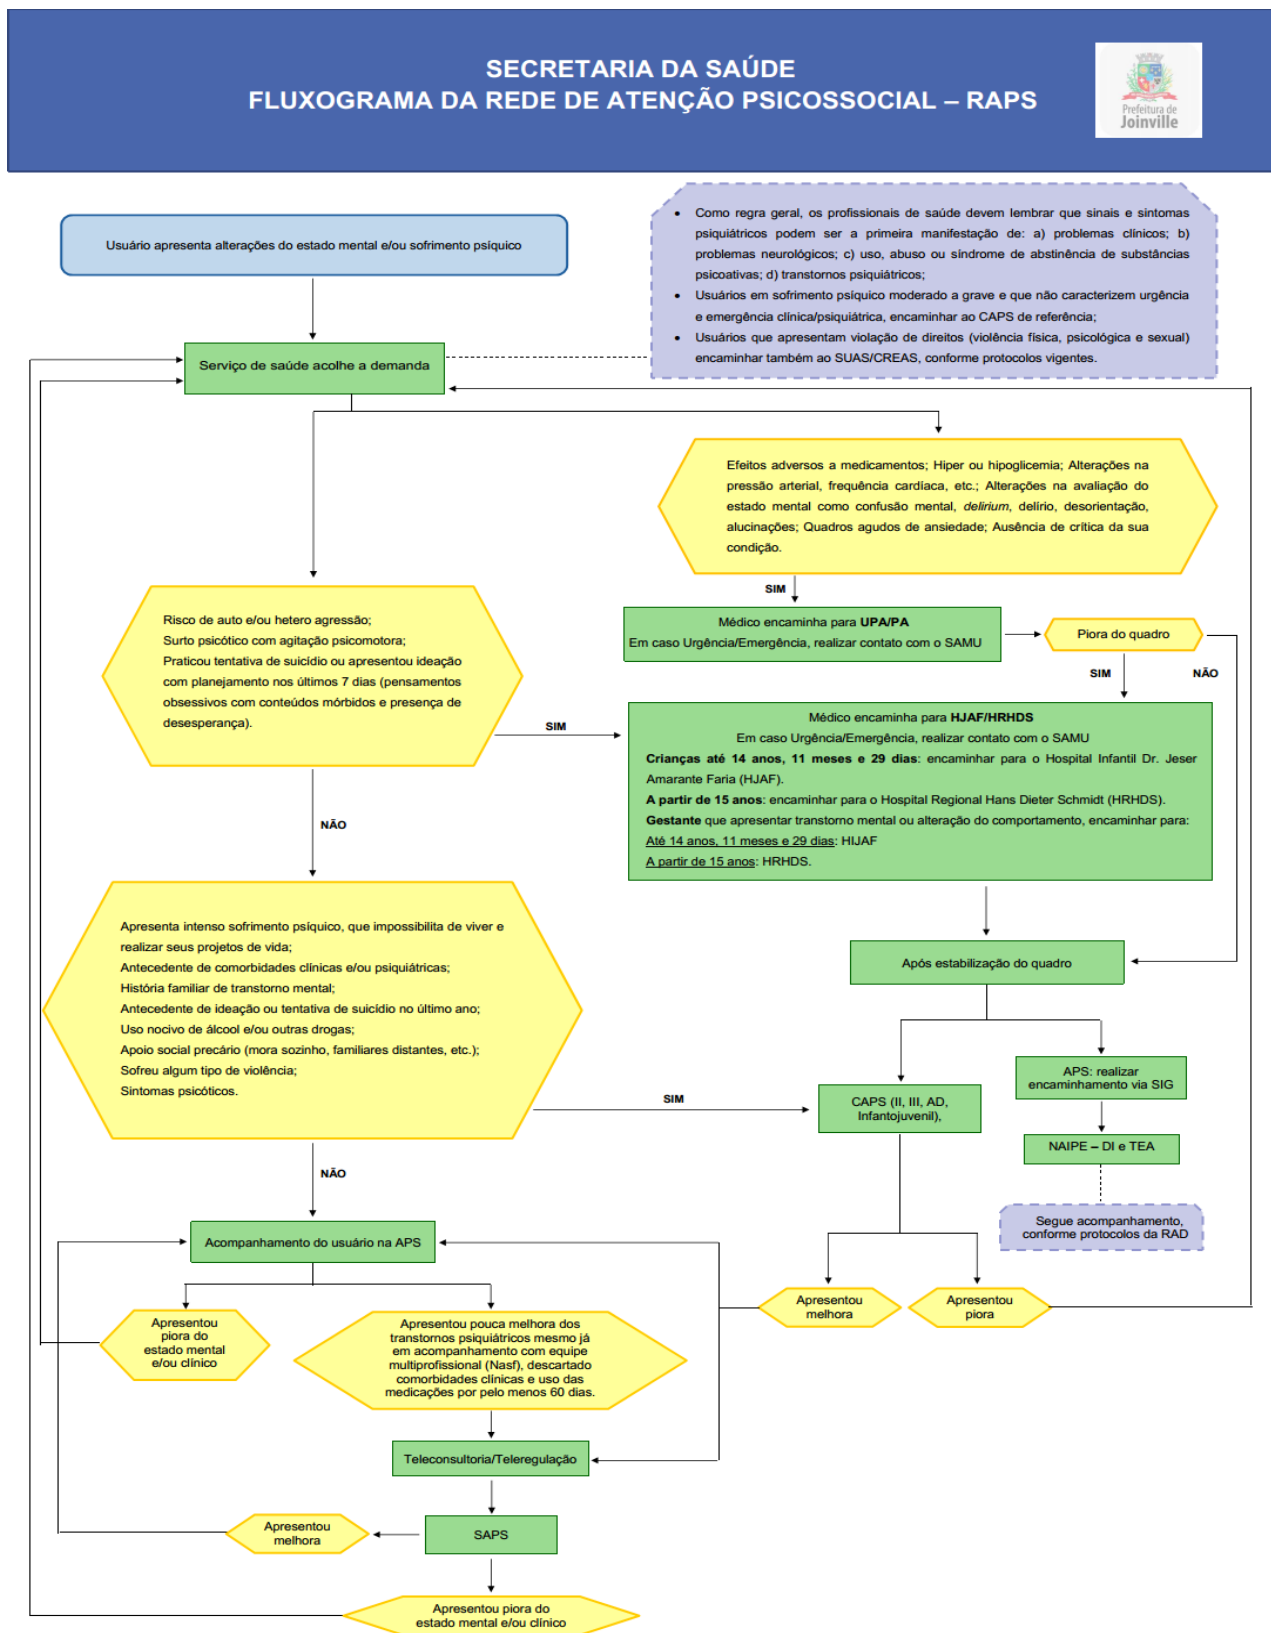 SECRETARIA DA SAÚDE
FLUXOGRAMA DA REDE DE ATENÇÃO PSICOSSOCIAL – RAPS
Prefeitura de
Joinville
Usuário apresenta alterações do estado mental e/ou sofrimento psíquico
• Como regra geral, os profissionais de saúde devem lembrar que sinais e sintomas
psiquiátricos podem ser a primeira manifestação de: a) problemas clínicos; b)
problemas neurológicos; c) uso, abuso ou síndrome de abstinência de substâncias
psicoativas; d) transtornos psiquiátricos;
• Usuários em sofrimento psíquico moderado a grave e que não caracterizem urgência
e emergência clínica/psiquiátrica, encaminhar ao CAPS de referência;
• Usuários que apresentam violação de direitos (violência física, psicológica e sexual)
encaminhar também ao SUAS/CREAS, conforme protocolos vigentes.
Serviço de saúde acolhe a demanda
Efeitos adversos a medicamentos; Hiper ou hipoglicemia; Alterações na
pressão arterial, frequência cardíaca, etc.; Alterações na avaliação do
estado mental como confusão mental, delirium, delírio, desorientação,
alucinações; Quadros agudos de ansiedade; Ausência de crítica da sua
condição.
SIM
Médico encaminha para UPA/PA
Em caso Urgência/Emergência, realizar contato com o SAMU
Piora do quadro
SIM
NÃO
Risco de auto e/ou hetero agressão;
Surto psicótico com agitação psicomotora;
Praticou tentativa de suicídio ou apresentou ideação
com planejamento nos últimos 7 dias (pensamentos
obsessivos com conteúdos mórbidos e presença de
desesperança).
SIM
Médico encaminha para HJAF/HRHDS
Em caso Urgência/Emergência, realizar contato com o SAMU
Crianças até 14 anos, 11 meses e 29 dias: encaminhar para o Hospital Infantil Dr. Jeser
Amarante Faria (HJAF).
A partir de 15 anos: encaminhar para o Hospital Regional Hans Dieter Schmidt (HRHDS).
Gestante que apresentar transtorno mental ou alteração do comportamento, encaminhar para:
Até 14 anos, 11 meses e 29 dias: HIJAF
A partir de 15 anos: HRHDS.
NÃO
Apresenta intenso sofrimento psíquico, que impossibilita de viver e
realizar seus projetos de vida;
Antecedente de comorbidades clínicas e/ou psiquiátricas;
História familiar de transtorno mental;
Antecedente de ideação ou tentativa de suicídio no último ano;
Uso nocivo de álcool e/ou outras drogas;
Apoio social precário (mora sozinho, familiares distantes, etc.);
Sofreu algum tipo de violência;
Sintomas psicóticos.
SIM
Após estabilização do quadro
CAPS (II, III, AD,
Infantojuvenil),
APS: realizar
encaminhamento via SIG
NAIPE – DI e TEA
Segue acompanhamento,
conforme protocolos da RAD
NÃO
Acompanhamento do usuário na APS
Apresentou
melhora
Apresentou
piora
Apresentou
piora do
estado mental
e/ou clínico
Apresentou pouca melhora dos
transtornos psiquiátricos mesmo já
em acompanhamento com equipe
multiprofissional (Nasf), descartado
comorbidades clínicas e uso das
medicações por pelo menos 60 dias.
Teleconsultoria/Teleregulação
SAPS
Apresentou
melhora
Apresentou piora do
estado mental e/ou clínico